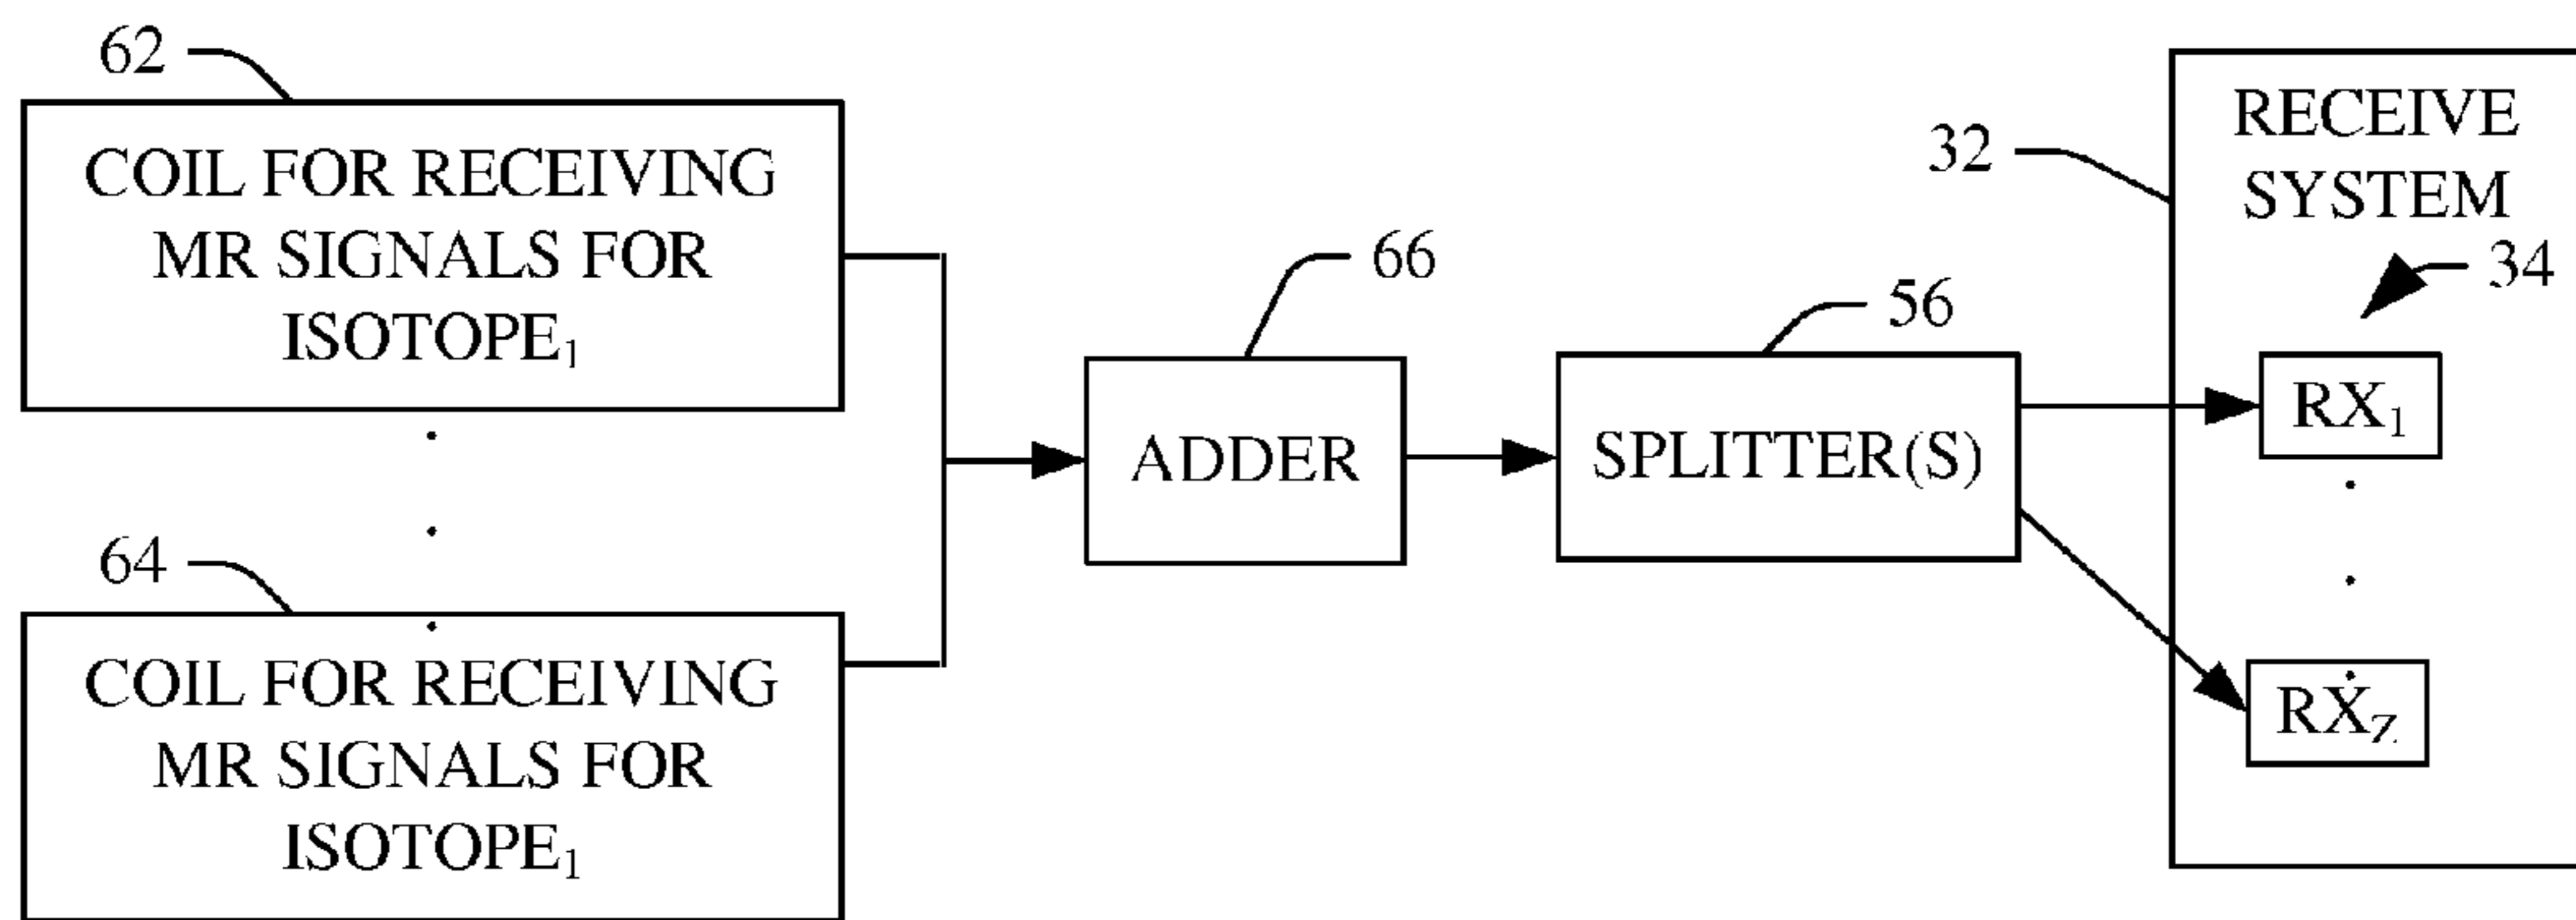 62
COIL FOR RECEIVING
MR SIGNALS FOR
ISOTOPE₁
64
COIL FOR RECEIVING
MR SIGNALS FOR
ISOTOPE₁
66
ADDER
56
SPLITTER(S)
32
RECEIVE
SYSTEM
34
RX₁
RX_Z